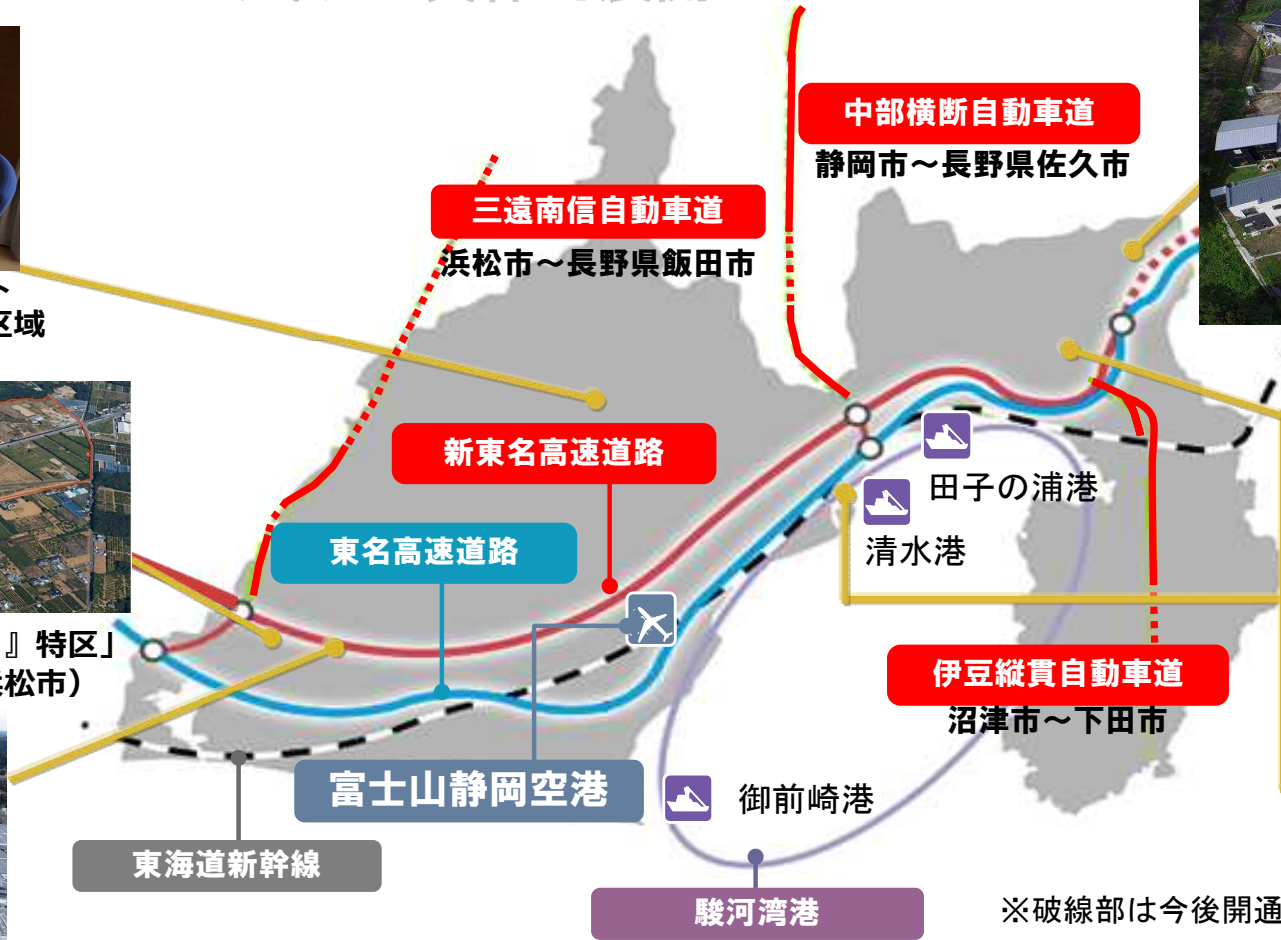 中部横断自動車道
静岡市～長野県佐久市
三遠南信自動車道
浜松市～長野県飯田市
区域
新東名高速道路
田子の浦港
清水港
東名高速道路
』特区」
松市）
伊豆縦貫自動車道
沼津市～下田市
富士山静岡空港
御前崎港
東海道新幹線
駿河湾港
※破線部は今後開通